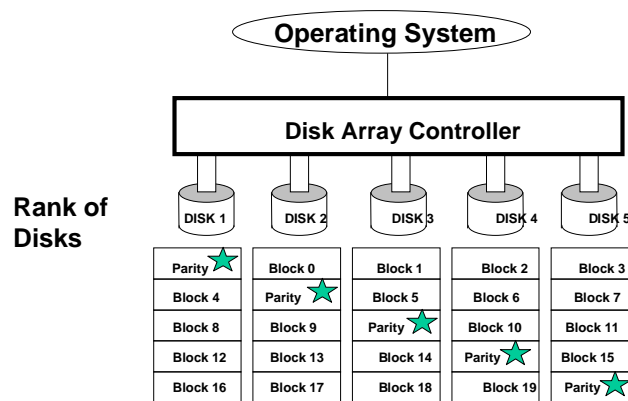 Operating System
Disk Array Controller
Rank of
Disks
DISK 1 DISK 2 DISK 3 DISK 4 DISK 5
Parity Block 0 Block 1 Block 2 Block 3
Block 4 Parity Block 5 Block 6 Block 7
Block 8 Block 9 Parity Block 10 Block 11
Block 12 Block 13 Block 14 Parity Block 15
Block 16 Block 17 Block 18 Block 19 Parity